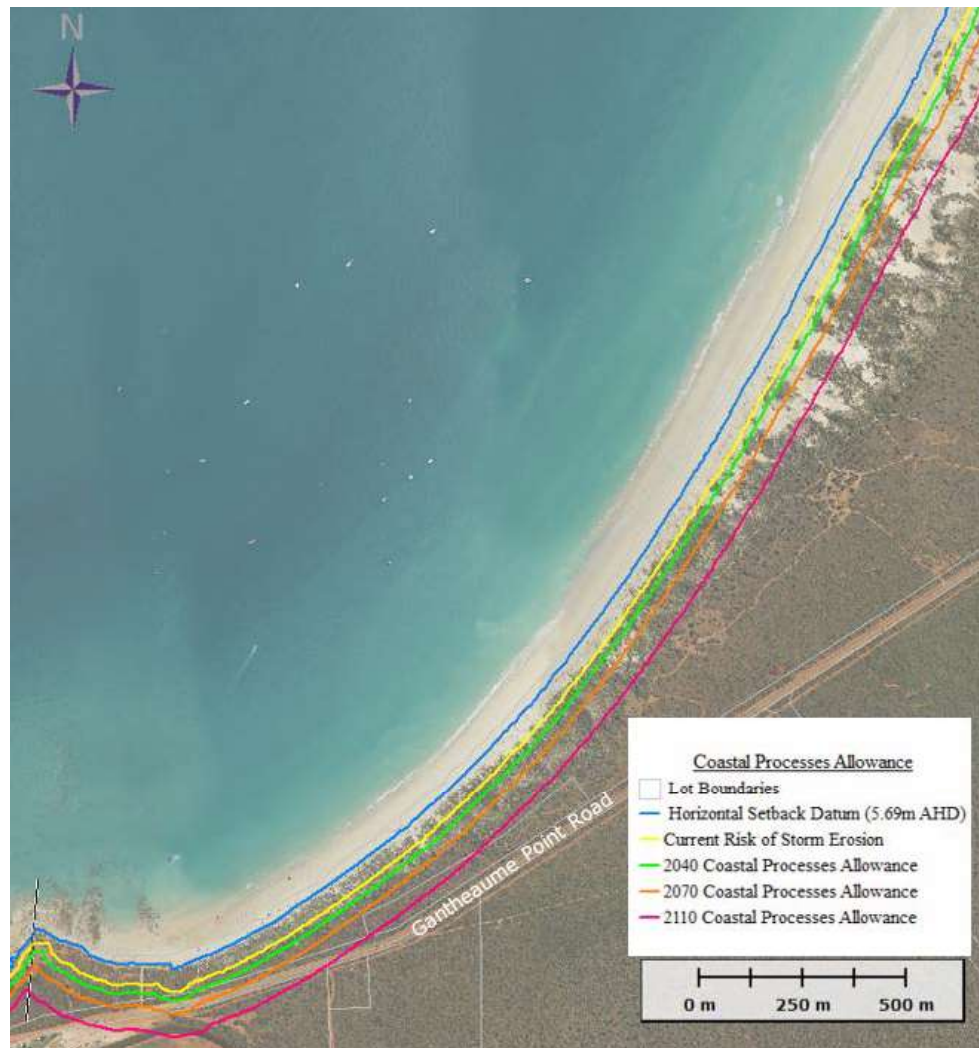 N
Gantheaume Point Road
Coastal Processes Allowance
Lot Boundaries
Horizontal Setback Datum (5.69m AHD)
Current Risk of Storm Erosion
2040 Coastal Processes Allowance
2070 Coastal Processes Allowance
2110 Coastal Processes Allowance
0 m 250 m 500 m